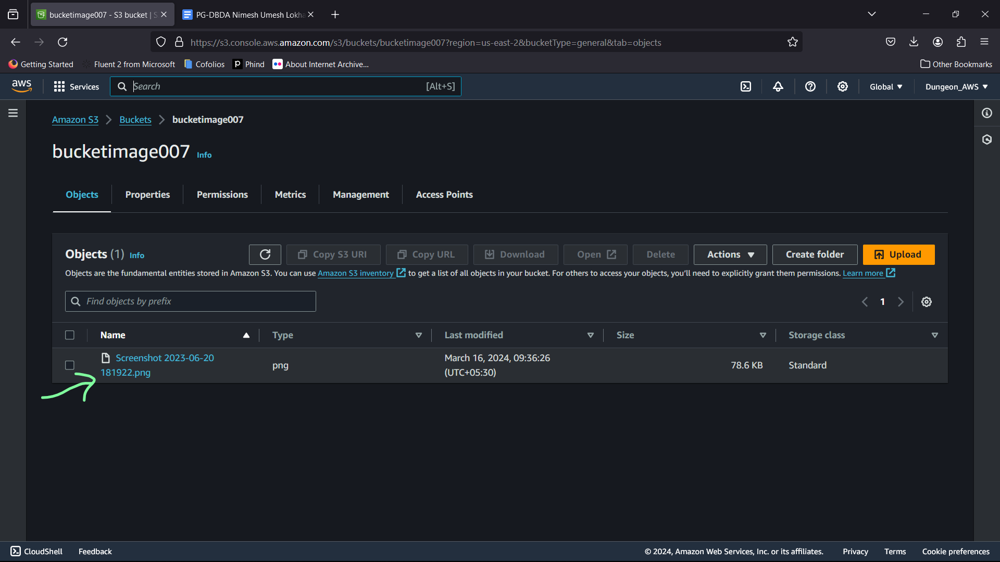 bucketimage007 - S3 bucket | S
PG-DBDA Nimesh Umesh Lokha
https://s3.console.aws.amazon.com/s3/buckets/bucketimage007?region=us-east-2&bucketType=general&tab=objects
Getting Started Fluent 2 from Microsoft Cofolios Phind About Internet Archive... Other Bookmarks
aws Services Search [Alt+S] Global Dungeon_AWS
Amazon S3 Buckets bucketimage007
bucketimage007 Info
Objects Properties Permissions Metrics Management Access Points
Objects (1) Info Copy S3 URI Copy URL Download Open Delete Actions Create folder Upload
Objects are the fundamental entities stored in Amazon S3. You can use Amazon S3 inventory to get a list of all objects in your bucket. For others to access your objects, you’ll need to explicitly grant them permissions. Learn more
Find objects by prefix 1
Name Type Last modified Size Storage class
Screenshot 2023-06-20
181922.png
png
March 16, 2024, 09:36:26
(UTC+05:30)
78.6 KB
Standard
CloudShell Feedback © 2024, Amazon Web Services, Inc. or its affiliates. Privacy Terms Cookie preferences